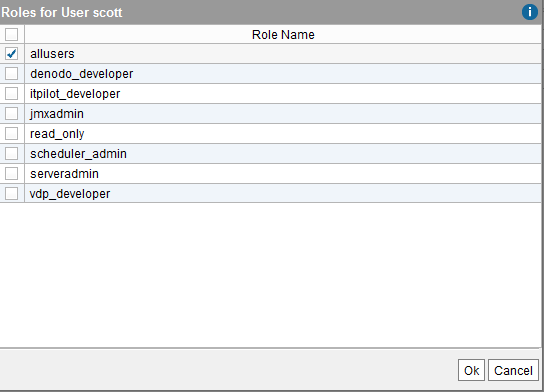 Roles for User scott
i
Role Name
allusers
denodo_developer
itpilot_developer
jmxadmin
read_only
scheduler_admin
serveradmin
vdp_developer
Ok Cancel